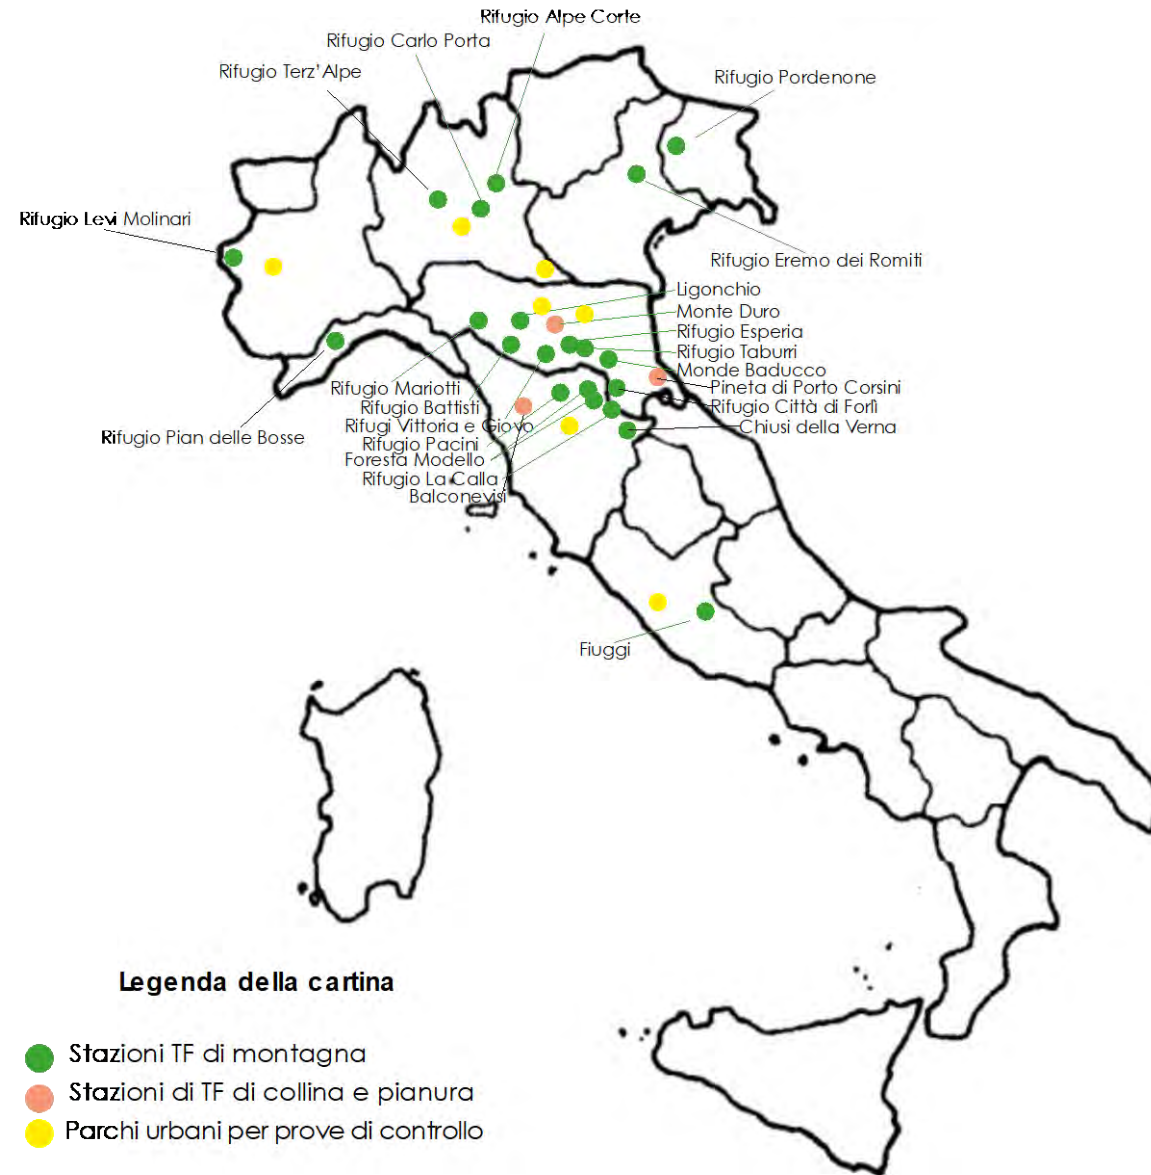 Rifugio Alpe Corte
Rifugio Carlo Porta
Rifugio Terz'Alpe
Rifugio Pordenone
Rifugio Levi Molinari
Rifugio Eremo dei Romiti
Ligonchio
Monte Duro
Rifugio Esperia
Rifugio Taburri
Monde Baducco
Pineta di Porto Corsini
Rifugio Mariotti
Rifugio Città di Forlì
Rifugio Battisti
Rifugi Vittoria e Giovo
Chiusi della Verna
Rifugio Pian delle Bosse
Rifugio Pacini
Foresta Modello
Rifugio La Calla
Balconevisi
Fiuggi
Legenda della cartina
Stazioni TF di montagna
Stazioni di TF di collina e pianura
Parchi urbani per prove di controllo